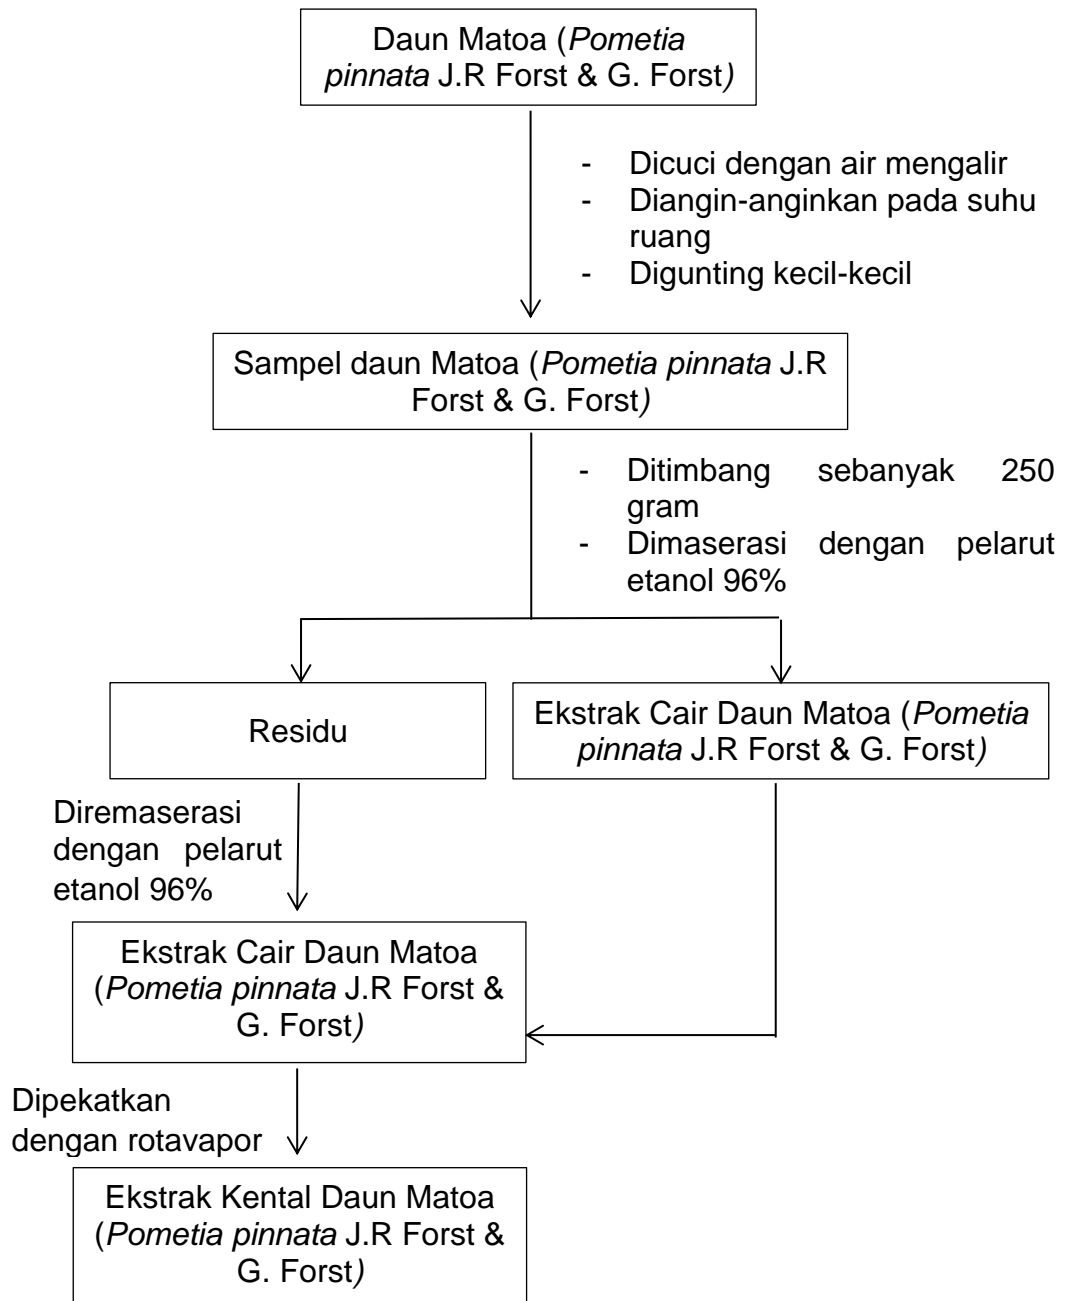 Daun Matoa (Pometia
pinnata J.R Forst & G. Forst)
- Dicuci dengan air mengalir
- Diangin-anginkan pada suhu
ruang
- Digunting kecil-kecil
Sampel daun Matoa (Pometia pinnata J.R
Forst & G. Forst)
- Ditimbang sebanyak 250
gram
- Dimaserasi dengan pelarut
etanol 96%
Residu
Ekstrak Cair Daun Matoa (Pometia
pinnata J.R Forst & G. Forst)
Diremaserasi
dengan pelarut
etanol 96%
Ekstrak Cair Daun Matoa
(Pometia pinnata J.R Forst &
G. Forst)
Dipekatkan
dengan rotavapor
Ekstrak Kental Daun Matoa
(Pometia pinnata J.R Forst &
G. Forst)